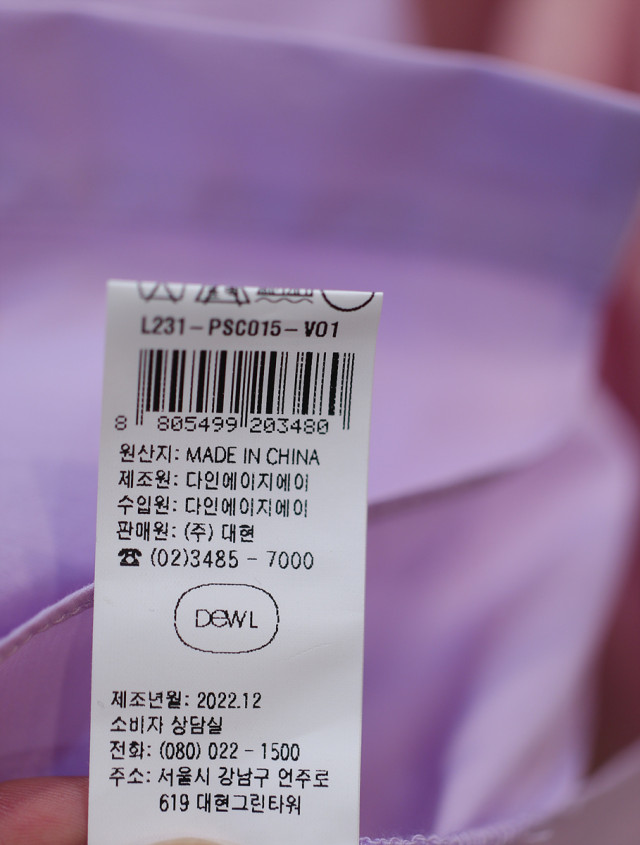 L231-PSC015-V01
8 805499 203480
원산지: MADE IN CHINA
제조원: 다인에이지에이
수입원: 다인에이지에이
판매원: (주) 대현
☎ (02)3485 - 7000
DEWL
제조년월: 2022.12
소비자 상담실
전화: (080) 022 - 1500
주소: 서울시 강남구 언주로
619 대현그린타워